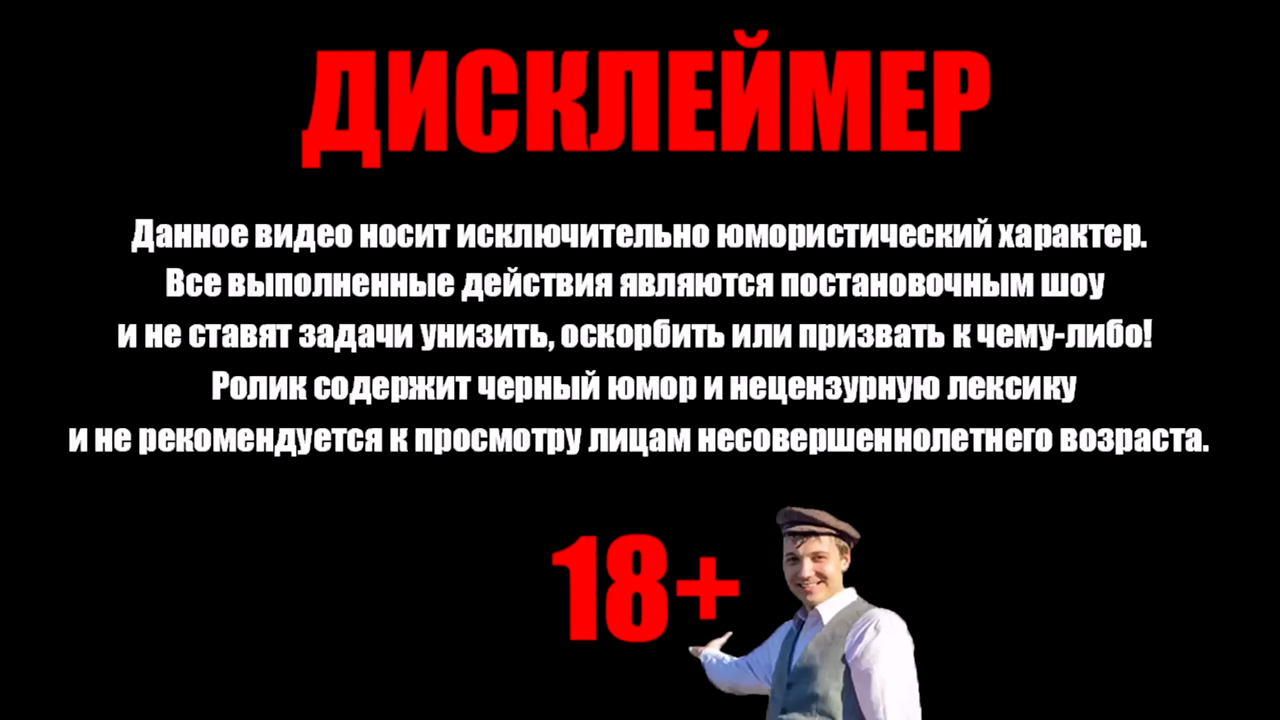 ДИСКЛЕЙМЕР
Данное видео носит исключительно юмористический характер.
Все выполненные действия являются постановочным шоу
и не ставят задачи унизить, оскорбить или призвать к чему-либо!
Ролик содержит черный юмор и нецензурную лексику
и не рекомендуется к просмотру лицам несовершеннолетнего возраста.
18+